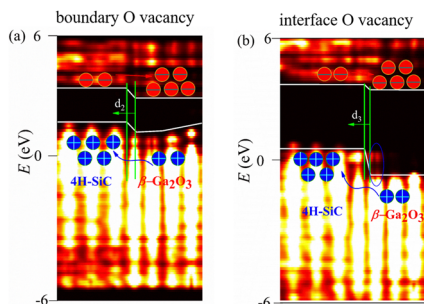 boundary O vacancy
interface O vacancy
(a)
6
d₂
E (eV)
0
4H-SiC
β-Ga₂O₃
-6
(b)
6
d₃
E (eV)
0
4H-SiC
β-Ga₂O₃
-6